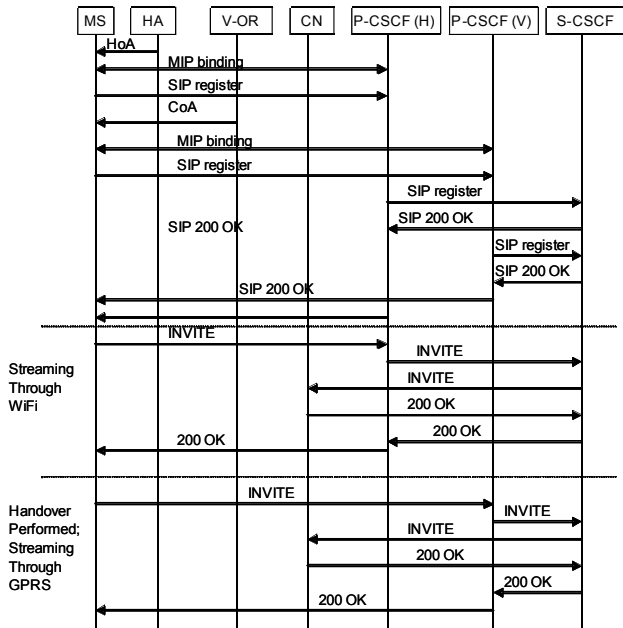 MS HA V-OR CN P-CSCF (H) P-CSCF (V) S-CSCF
HoA
MIP binding
SIP register
CoA
MIP binding
SIP register
SIP register
SIP 200 OK
SIP 200 OK
SIP register
SIP 200 OK
SIP 200 OK
INVITE
INVITE
Streaming
Through
WiFi
INVITE
200 OK
200 OK
200 OK
INVITE
Handover
Performed;
Streaming
Through
GPRS
INVITE
INVITE
200 OK
200 OK
200 OK